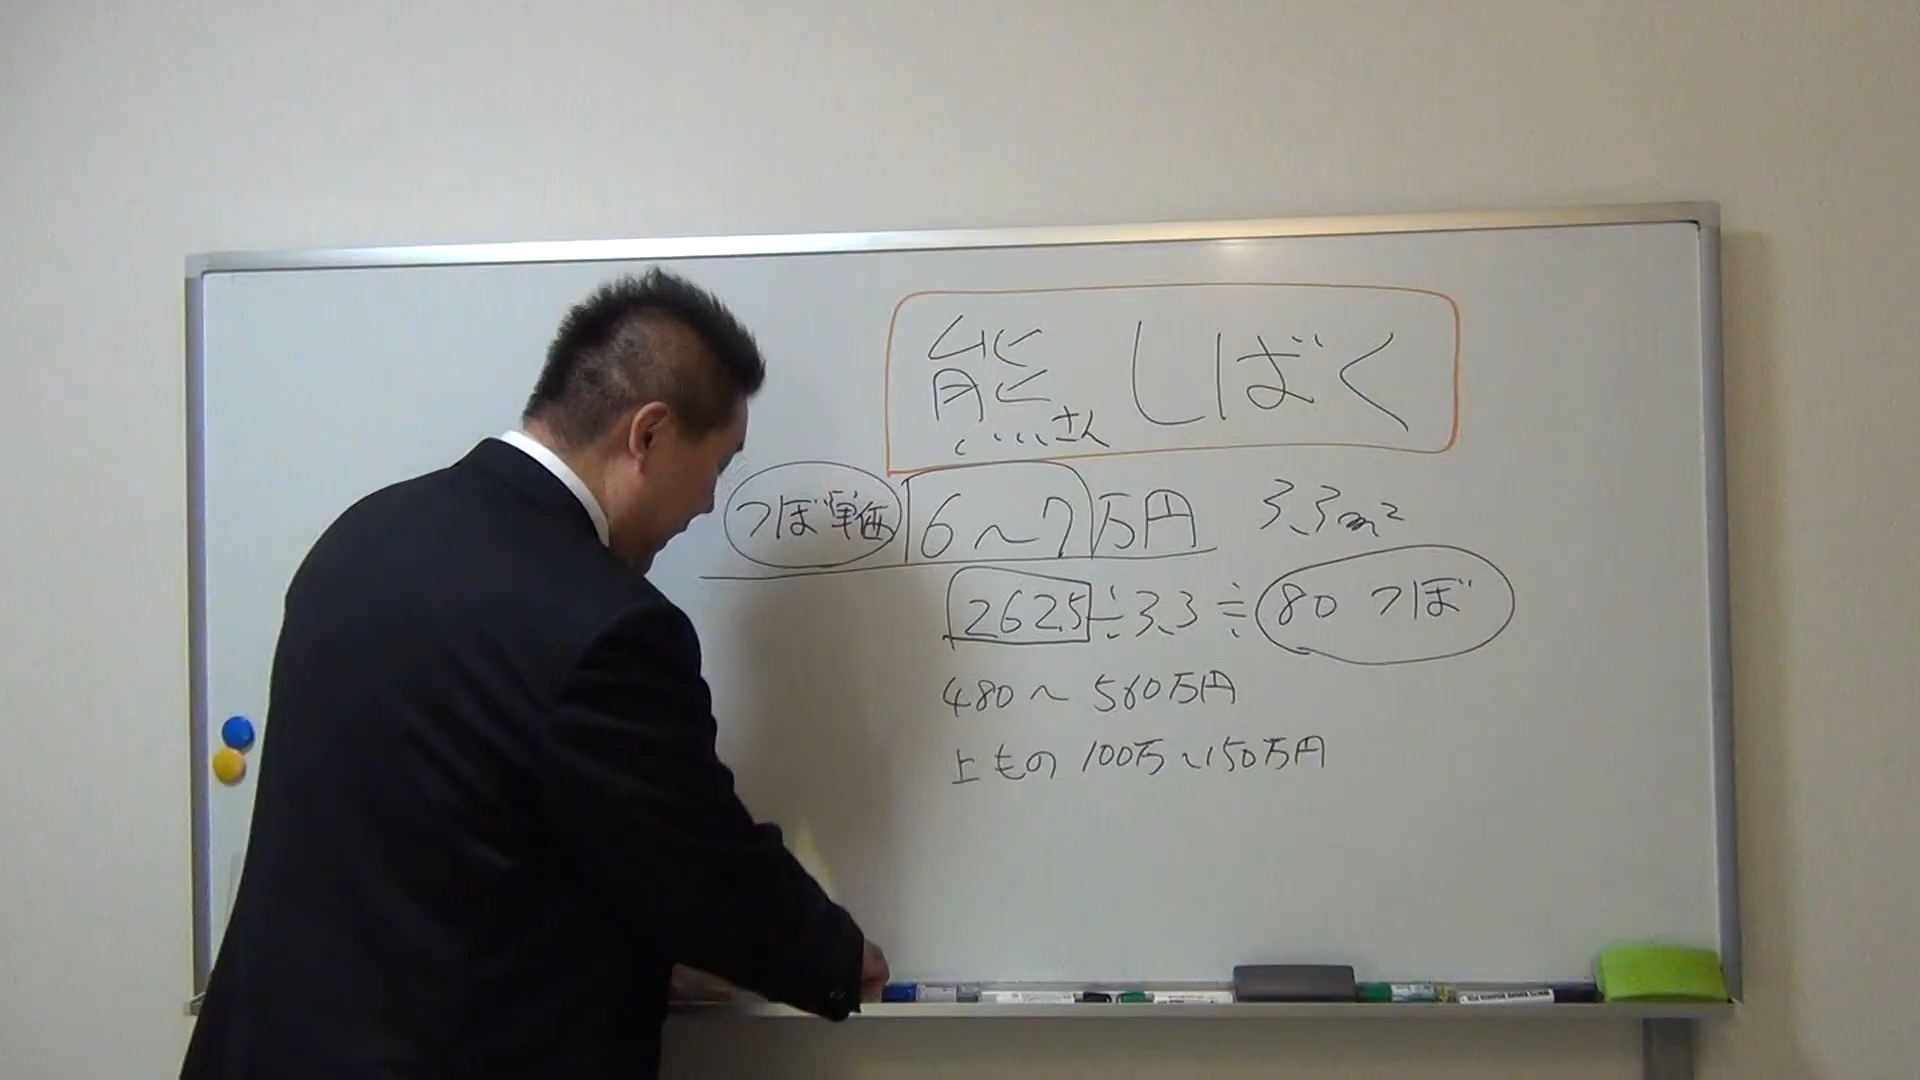 熊さん しばく
つぼ単価 6〜7万円 3.3m²
262.5÷3.3≒80つぼ
480〜560万円
上もの 100万〜150万円